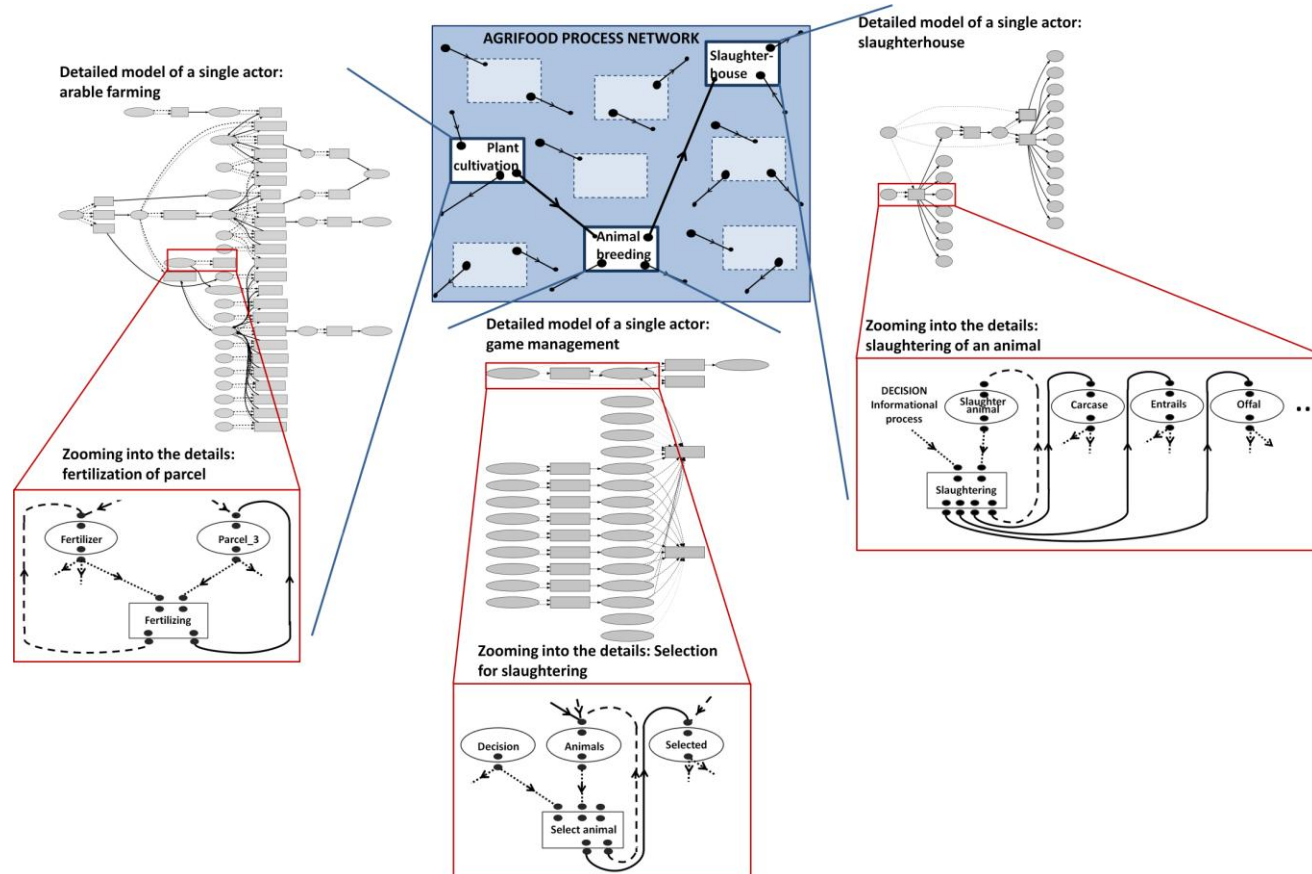 AGRIFOOD PROCESS NETWORK
Slaughter-
house
Plant
cultivation
Animal
breeding
Detailed model of a single actor:
arable farming
Zooming into the details:
fertilization of parcel
Fertilizer
Parcel_3
Fertilizing
Detailed model of a single actor:
game management
Zooming into the details: Selection
for slaughtering
Decision
Animals
Selected
Select animal
Detailed model of a single actor:
slaughterhouse
Zooming into the details:
slaughtering of an animal
DECISION
Informational
process
Slaughter
animal
Carcase
Entrails
Offal
...
Slaughtering